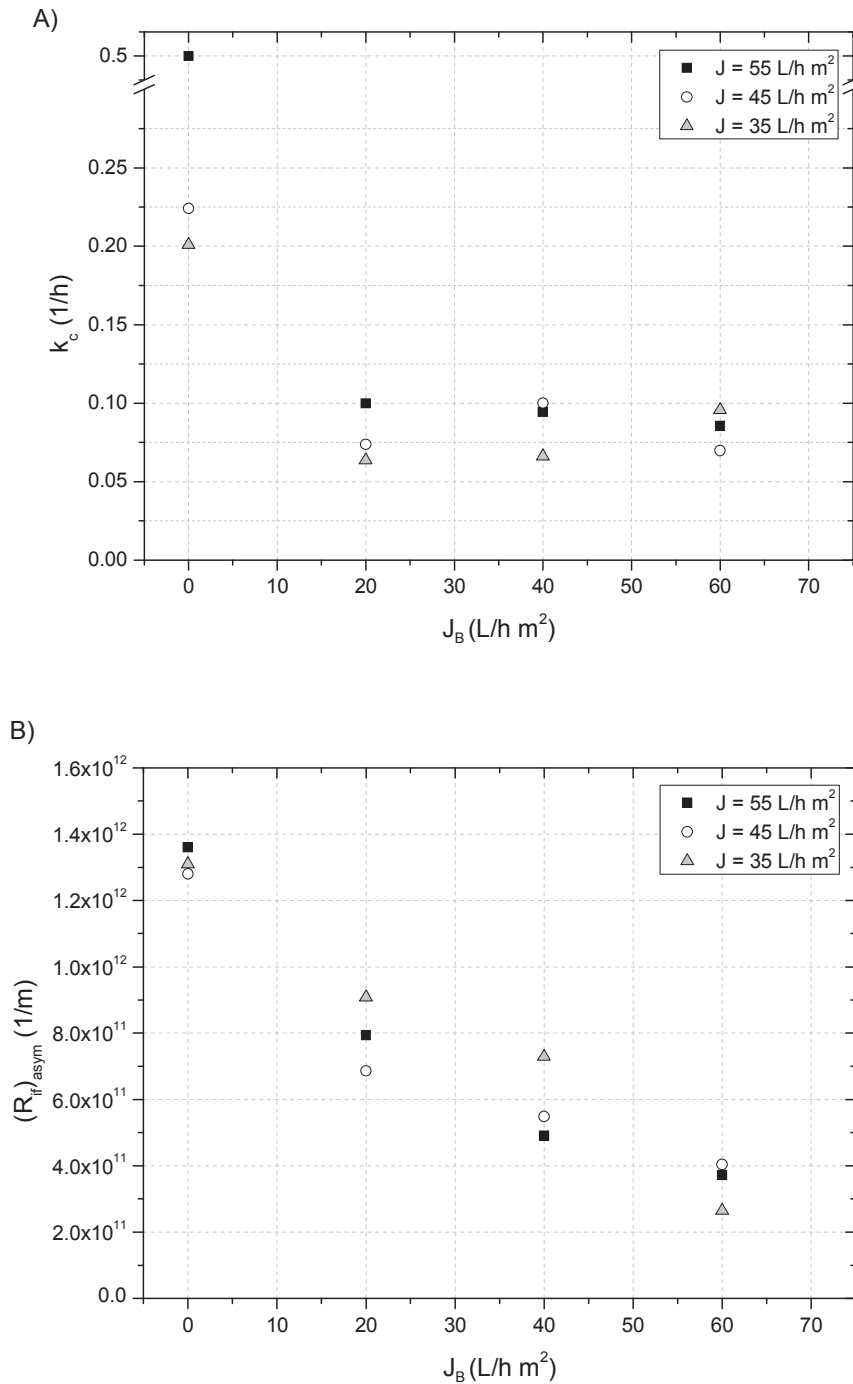 A)
0.5
0.25
0.20
0.15
0.10
0.05
0.00
k_c (1/h)
J = 55 L/h m²
J = 45 L/h m²
J = 35 L/h m²
0 10 20 30 40 50 60 70
J_B (L/h m²)
B)
1.6x10¹²
1.4x10¹²
1.2x10¹²
1.0x10¹²
8.0x10¹¹
6.0x10¹¹
4.0x10¹¹
2.0x10¹¹
0.0
(R_if)_asym (1/m)
J = 55 L/h m²
J = 45 L/h m²
J = 35 L/h m²
0 10 20 30 40 50 60 70
J_B (L/h m²)